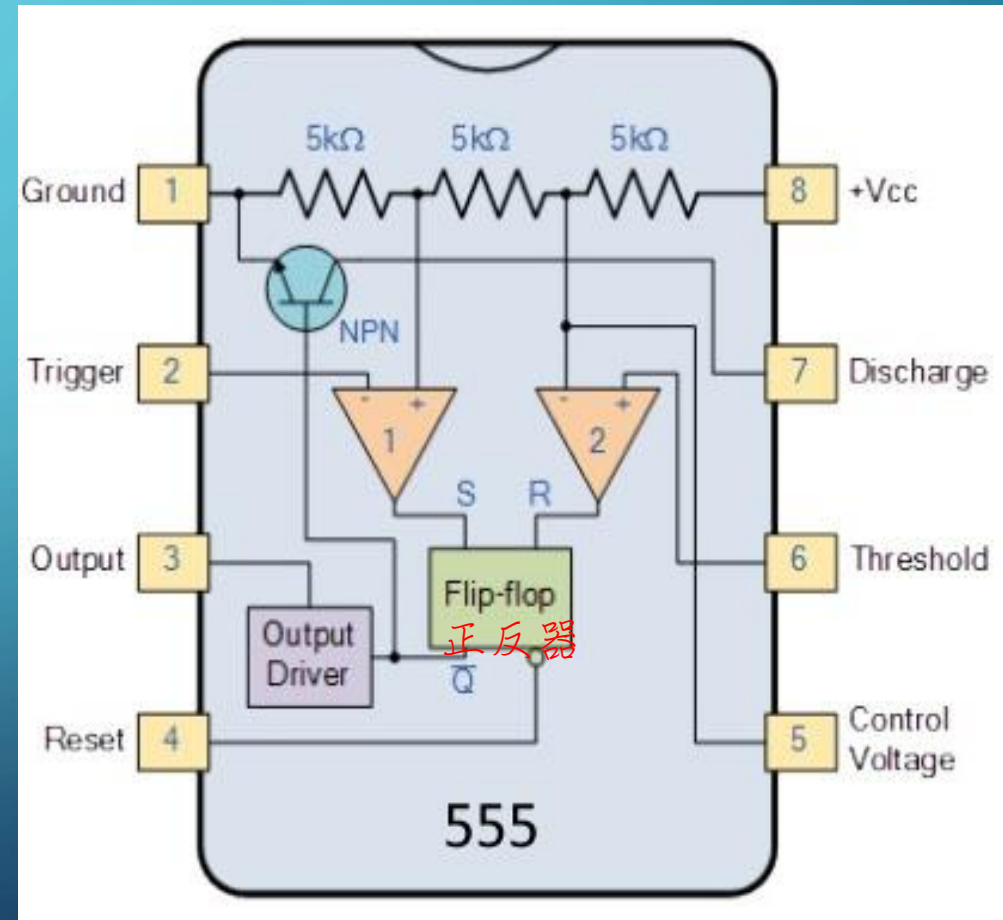 5kΩ 5kΩ 5kΩ
Ground 1
8 +Vcc
NPN
Trigger 2
7 Discharge
- +
- +
1
2
S R
Output 3
6 Threshold
Flip-flop
正反器
Output
Driver
Q̅
Reset 4
5 Control
Voltage
555